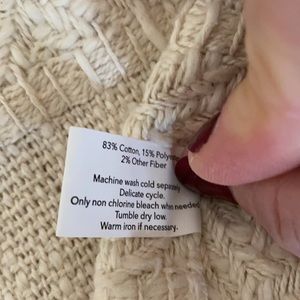 83% Cotton, 15% Polyester
2% Other Fiber
Machine wash cold separately
Delicate cycle.
Only non chlorine bleach when needed
Tumble dry low.
Warm iron if necessary.